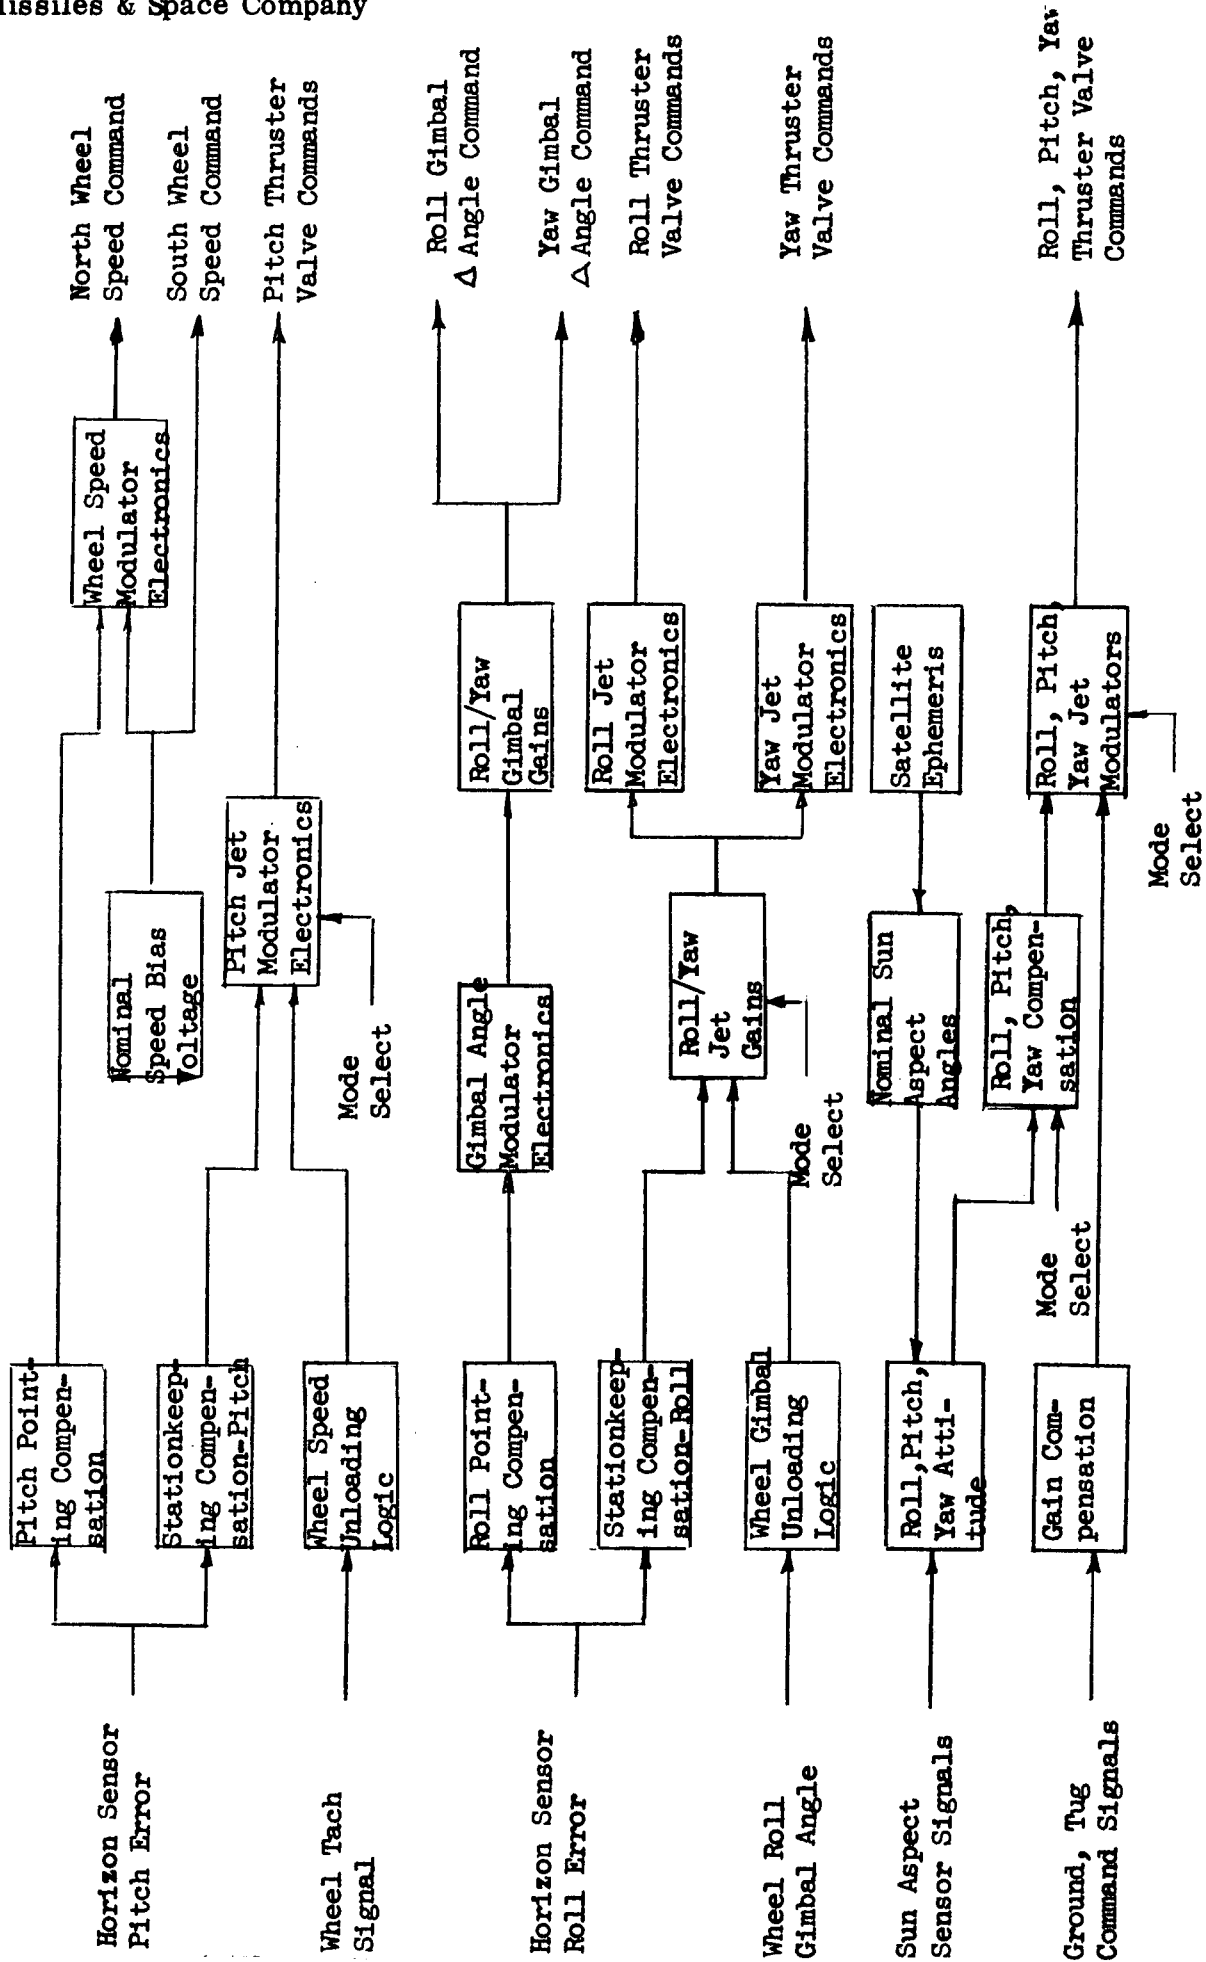 Missiles & Space Company
Horizon Sensor
Pitch Error
Wheel Tach
Signal
Horizon Sensor
Roll Error
Wheel Roll
Gimbal Angle
Sun Aspect
Sensor Signals
Ground, Tug
Command Signals
Pitch Point-
ing Compen-
sation
Stationkeep-
ing Compen-
sation-Pitch
Wheel Speed
Unloading
Logic
Roll Point-
ing Compen-
sation
Stationkeep-
ing Compen-
sation-Roll
Wheel Gimbal
Unloading
Logic
Roll,Pitch,
Yaw Atti-
tude
Gain Com-
pensation
Nominal
Speed Bias
Voltage
Pitch Jet
Modulator
Electronics
Mode
Select
Gimbal Angle
Modulator
Electronics
Roll/Yaw
Jet
Gains
Mode
Select
Nominal Sun
Aspect
Angles
Roll, Pitch,
Yaw Compen-
sation
Mode
Select
Wheel Speed
Modulator
Electronics
Roll/Yaw
Gimbal
Gains
Roll Jet
Modulator
Electronics
Yaw Jet
Modulator
Electronics
Satellite
Ephemeris
Roll, Pitch,
Yaw Jet
Modulators
Mode
Select
North Wheel
Speed Command
South Wheel
Speed Command
Pitch Thruster
Valve Commands
Roll Gimbal
Δ Angle Command
Yaw Gimbal
Δ Angle Command
Roll Thruster
Valve Commands
Yaw Thruster
Valve Commands
Roll, Pitch, Yaw
Thruster Valve
Commands